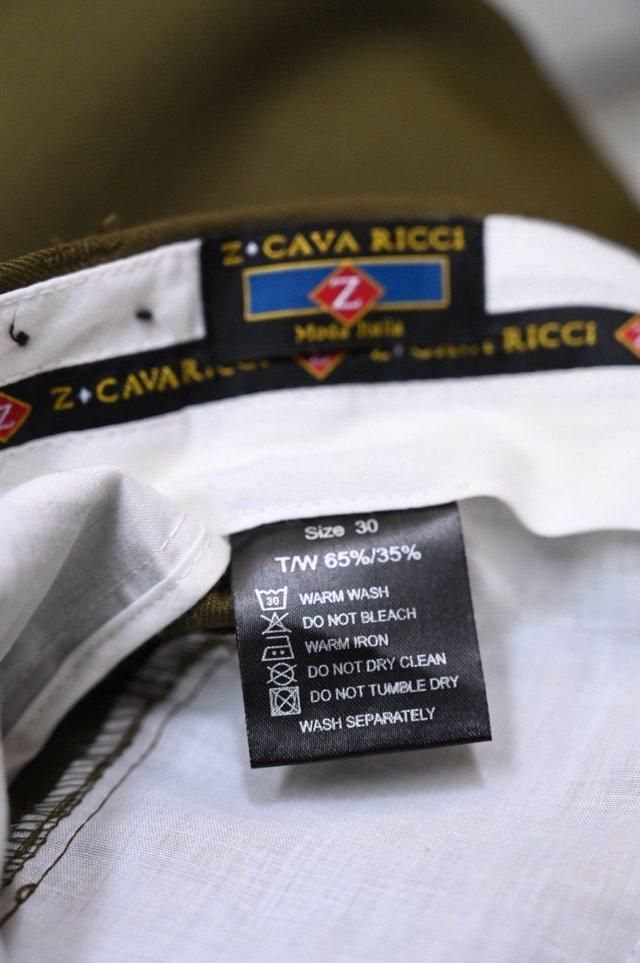 Z CAVA RICCI
Z
Moda Italia
Z
Z CAVA RICCI
Z
RICCI
Size 30
T/W 65%/35%
30
WARM WASH
DO NOT BLEACH
WARM IRON
DO NOT DRY CLEAN
DO NOT TUMBLE DRY
WASH SEPARATELY